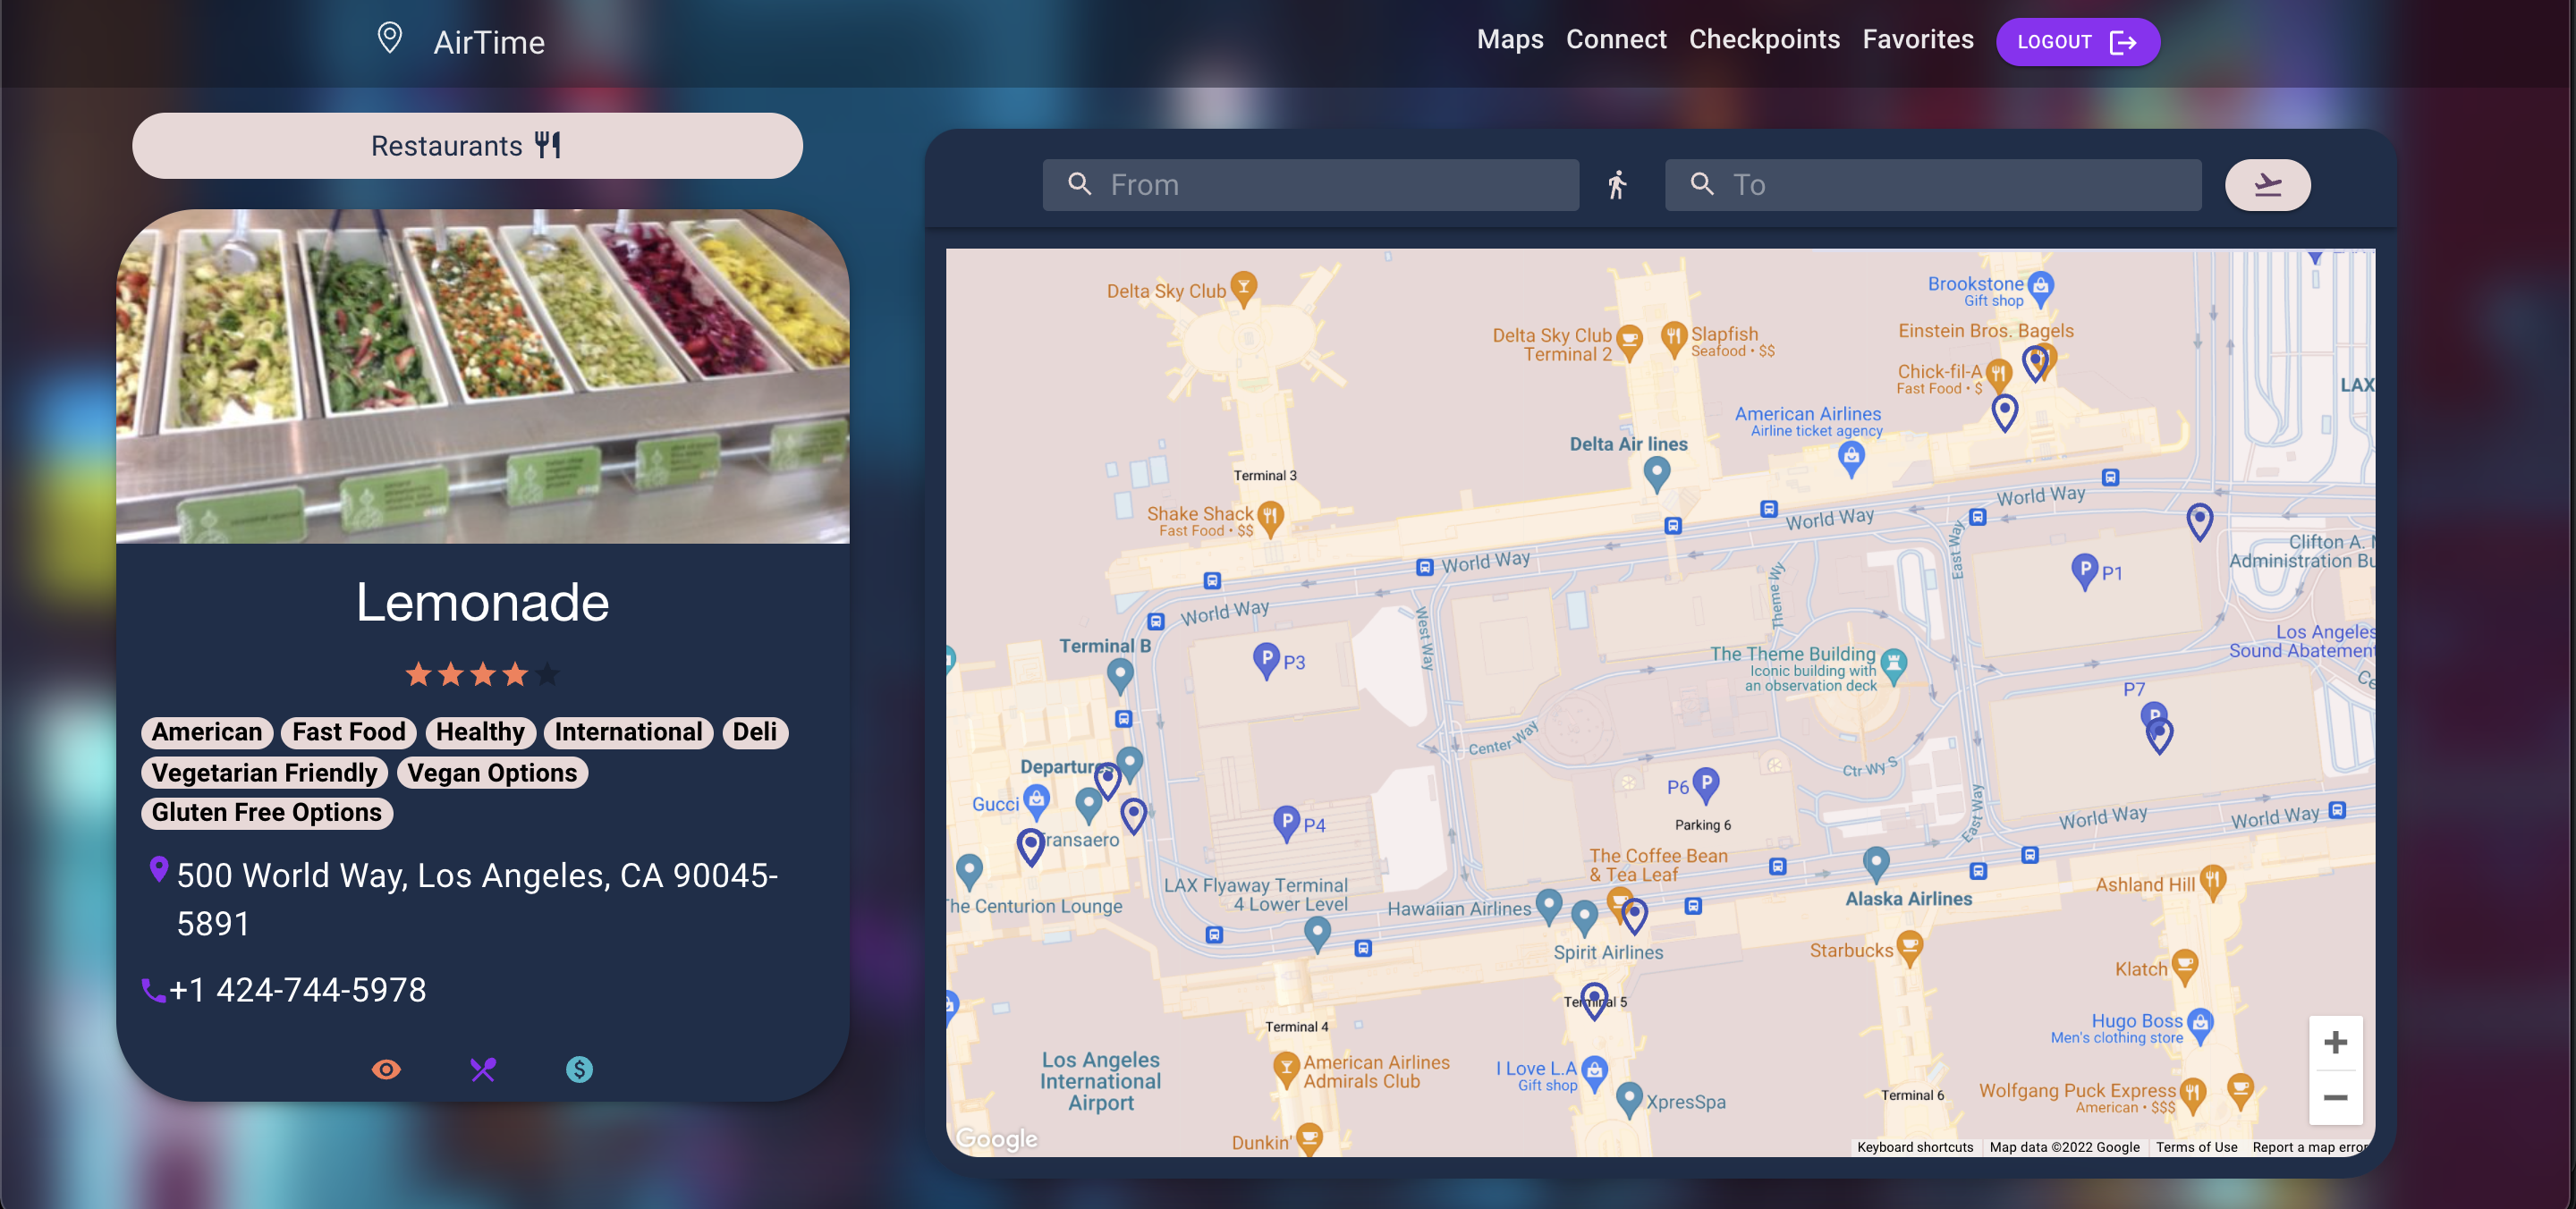 AirTime
Maps Connect Checkpoints Favorites LOGOUT
Restaurants
Lemonade
American Fast Food Healthy International Deli
Vegetarian Friendly Vegan Options
Gluten Free Options
500 World Way, Los Angeles, CA 90045-
5891
+1 424-744-5978
From
To
Delta Sky Club
Delta Sky Club
Terminal 2
Slapfish
Seafood • $$
Brookstone
Gift shop
Einstein Bros. Bagels
Chick-fil-A
Fast Food • $
LAX
American Airlines
Airline ticket agency
Delta Air lines
Terminal 3
Shake Shack
Fast Food • $$
World Way
World Way
World Way
World Way
East Way
Clifton A.
Administration Bu
P1
Theme Wy
West Way
Terminal B
P3
The Theme Building
Iconic building with
an observation deck
Los Angeles
Sound Abatement
Ce
P7
Center Way
Ctr Wy S
Departures
Gucci
Transaero
P4
P6
Parking 6
East Way
World Way
World Way
The Coffee Bean
& Tea Leaf
LAX Flyaway Terminal
4 Lower Level
The Centurion Lounge
Hawaiian Airlines
Alaska Airlines
Ashland Hill
Spirit Airlines
Starbucks
Klatch
Terminal 5
Terminal 4
Hugo Boss
Men's clothing store
Los Angeles
International
Airport
American Airlines
Admirals Club
I Love L.A
Gift shop
XpresSpa
Terminal 6
Wolfgang Puck Express
American • $$$
Dunkin'
Google
Keyboard shortcuts Map data ©2022 Google Terms of Use Report a map error